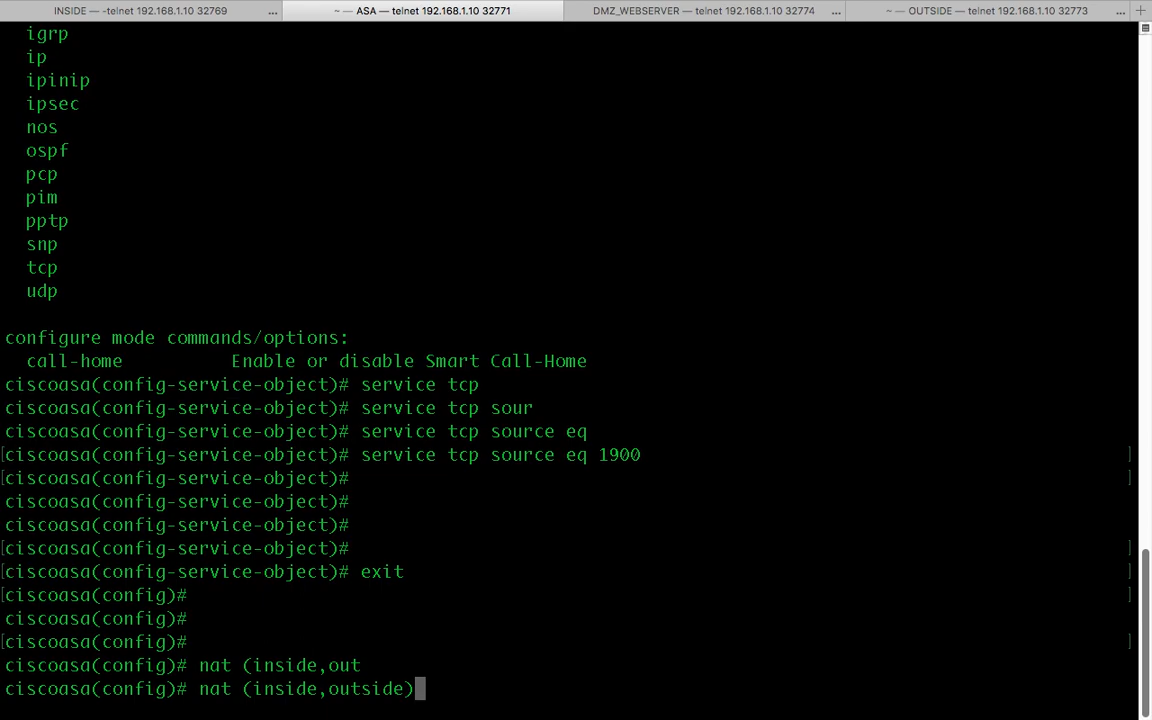 INSIDE — -telnet 192.168.1.10 32769 ... ~ — ASA — telnet 192.168.1.10 32771 DMZ_WEBSERVER — telnet 192.168.1.10 32774 ... ~ — OUTSIDE — telnet 192.168.1.10 32773 ... +
igrp
ip
ipinip
ipsec
nos
ospf
pcp
pim
pptp
snp
tcp
udp
configure mode commands/options:
call-home Enable or disable Smart Call-Home
ciscoasa(config-service-object)# service tcp
ciscoasa(config-service-object)# service tcp sour
ciscoasa(config-service-object)# service tcp source eq
[ciscoasa(config-service-object)# service tcp source eq 1900 ]
[ciscoasa(config-service-object)# ]
ciscoasa(config-service-object)#
ciscoasa(config-service-object)#
[ciscoasa(config-service-object)# ]
[ciscoasa(config-service-object)# exit ]
[ciscoasa(config)# ]
ciscoasa(config)#
[ciscoasa(config)# ]
ciscoasa(config)# nat (inside,out
ciscoasa(config)# nat (inside,outside)